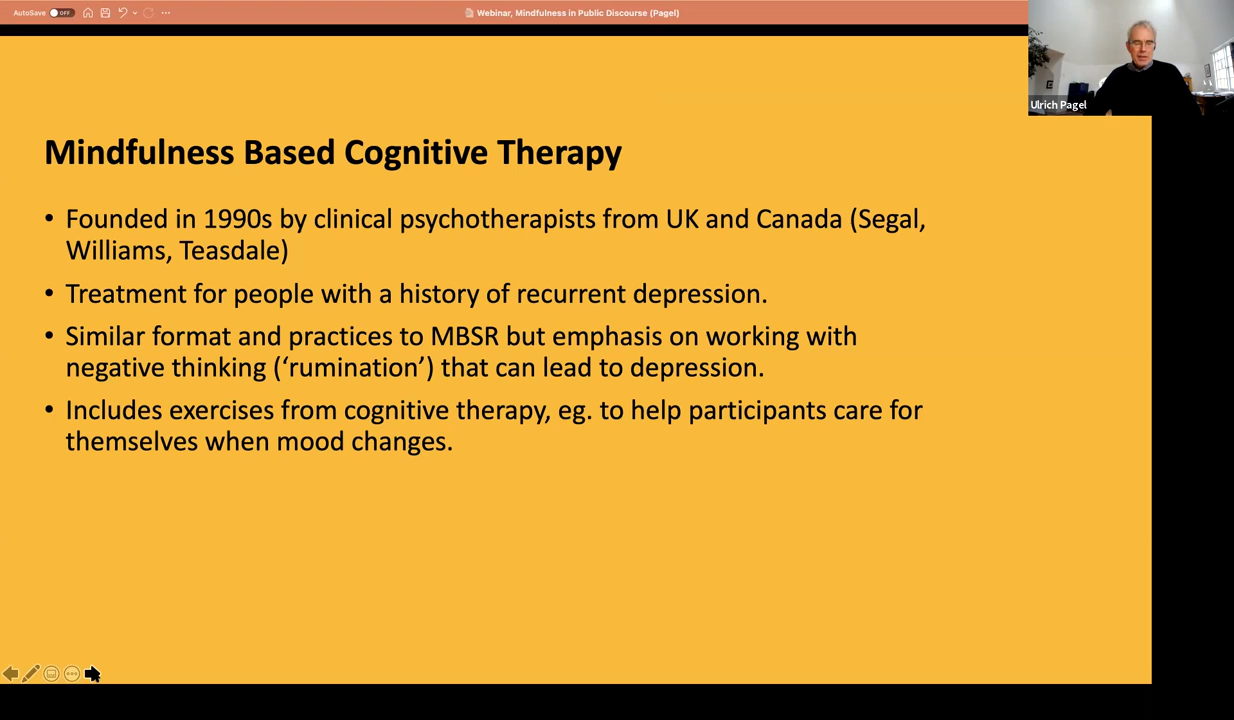 AutoSave OFF
Webinar, Mindfulness in Public Discourse (Pagel)
Ulrich Pagel
Mindfulness Based Cognitive Therapy
• Founded in 1990s by clinical psychotherapists from UK and Canada (Segal,
Williams, Teasdale)
• Treatment for people with a history of recurrent depression.
• Similar format and practices to MBSR but emphasis on working with
negative thinking (‘rumination’) that can lead to depression.
• Includes exercises from cognitive therapy, eg. to help participants care for
themselves when mood changes.